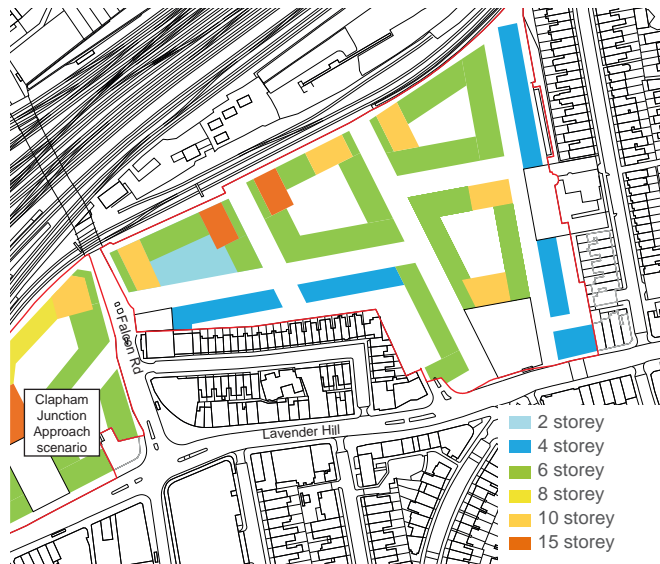 Falcon Rd
Clapham
Junction
Approach
scenario
Lavender Hill
2 storey
4 storey
6 storey
8 storey
10 storey
15 storey